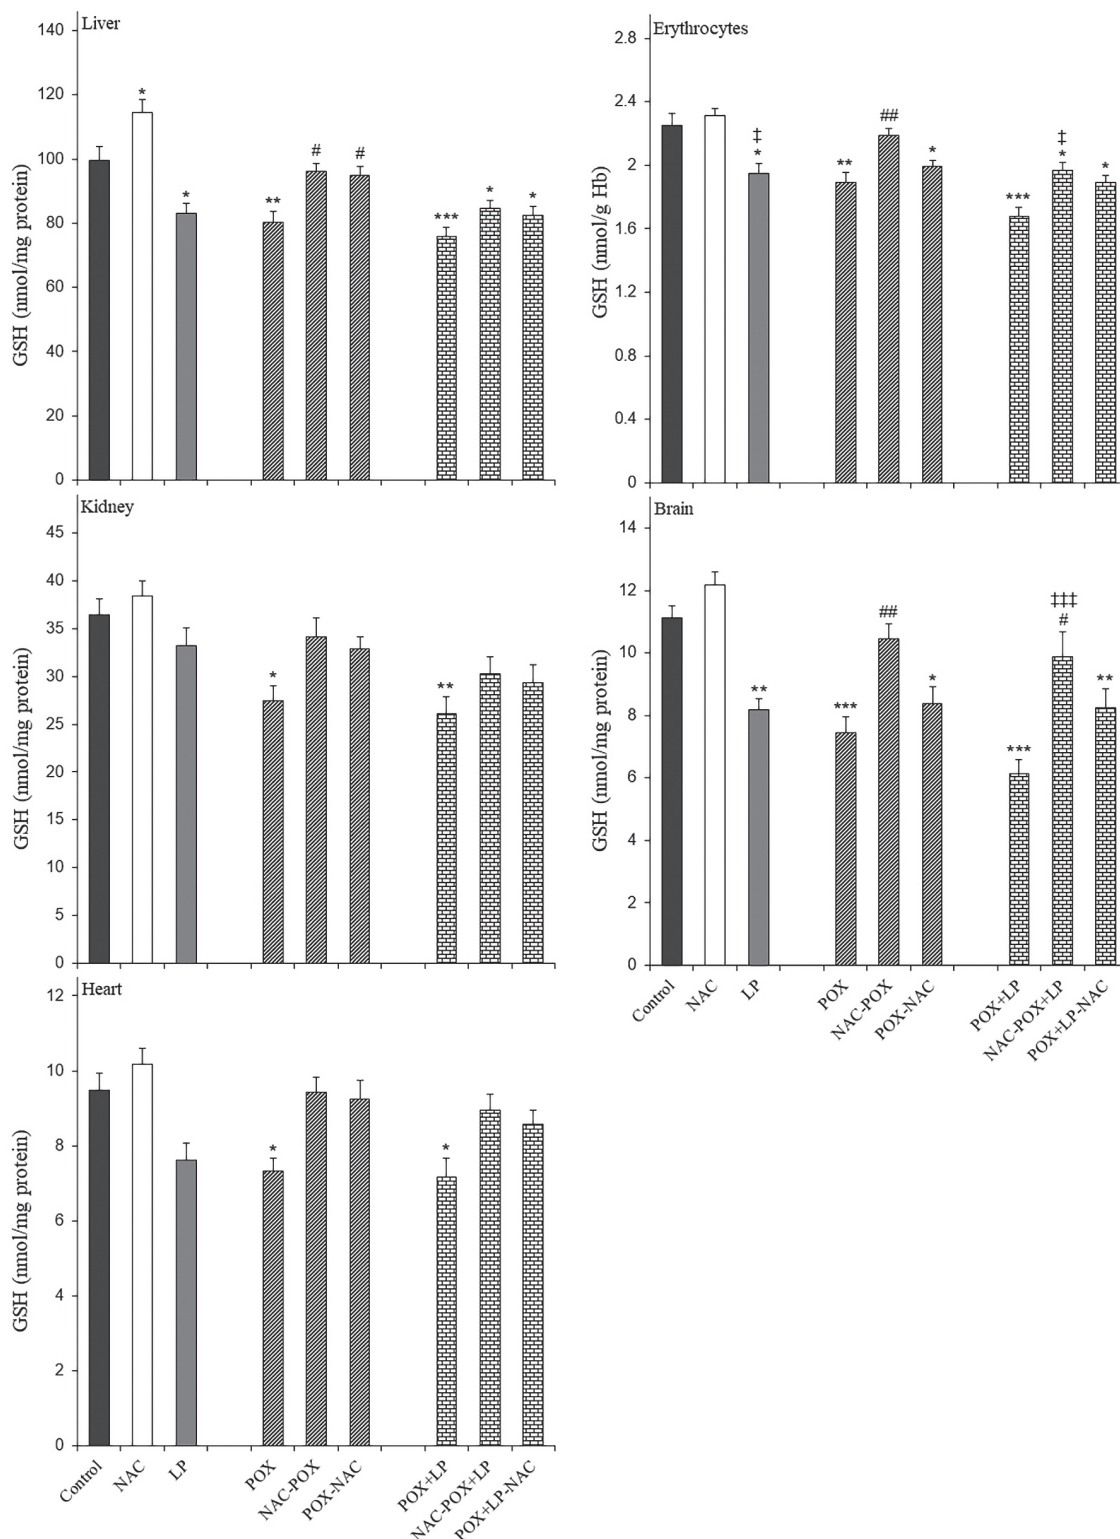 Liver
GSH (nmol/mg protein)
140
120
100
80
60
40
20
0
*
*
**
#
#
***
*
*
Erythrocytes
GSH (nmol/g Hb)
2.8
2.4
2
1.6
1.2
0.8
0.4
0
‡
*
**
##
*
***
‡
*
*
Kidney
GSH (nmol/mg protein)
45
40
35
30
25
20
15
10
5
0
*
**
Brain
GSH (nmol/mg protein)
14
12
10
8
6
4
2
0
**
***
##
*
***
‡‡‡
#
**
Control
NAC
LP
POX
NAC-POX
POX-NAC
POX+LP
NAC-POX+LP
POX+LP-NAC
Heart
GSH (nmol/mg protein)
12
10
8
6
4
2
0
*
*
Control
NAC
LP
POX
NAC-POX
POX-NAC
POX+LP
NAC-POX+LP
POX+LP-NAC